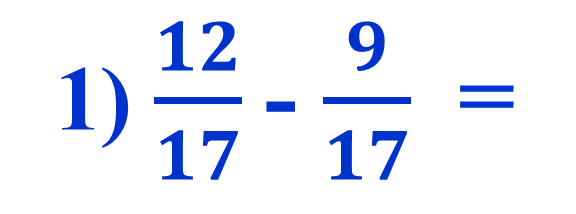 1) 12/17 - 9/17 =